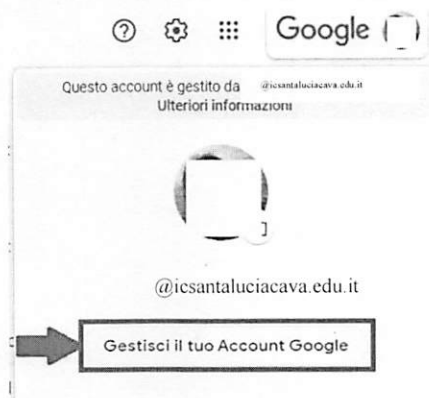 Google
Questo account è gestito da @icsantaluciacava.edu.it
Ulteriori informazioni
@icsantaluciacava.edu.it
Gestisci il tuo Account Google